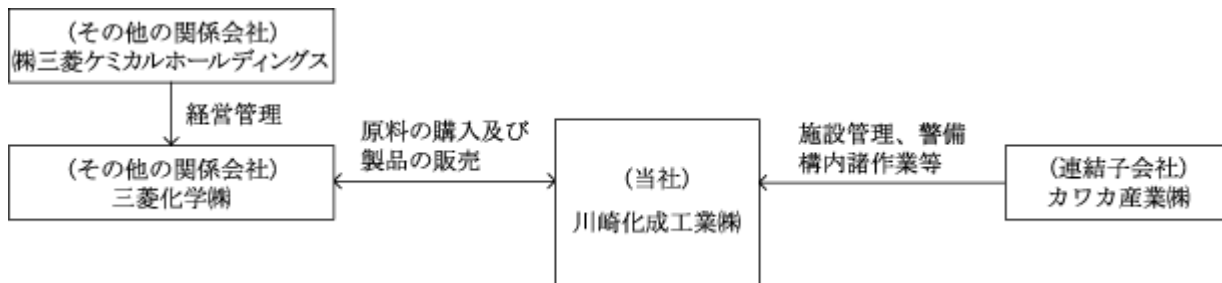 (その他の関係会社)
㈱三菱ケミカルホールディングス
経営管理
(その他の関係会社)
三菱化学㈱
原料の購入及び
製品の販売
(当社)
川崎化成工業㈱
施設管理、警備
構内諸作業等
(連結子会社)
カワカ産業㈱